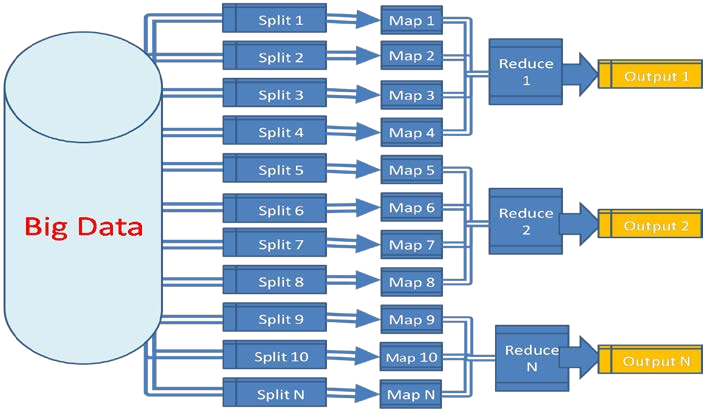 Big Data
Split 1
Map 1
Split 2
Map 2
Split 3
Map 3
Split 4
Map 4
Reduce
1
Output 1
Split 5
Map 5
Split 6
Map 6
Split 7
Map 7
Split 8
Map 8
Reduce
2
Output 2
Split 9
Map 9
Split 10
Map 10
Split N
Map N
Reduce
N
Output N